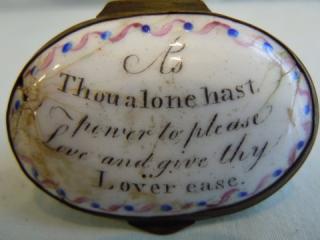 As
Thou alone hast
power to please
Love and give thy
Lover ease.